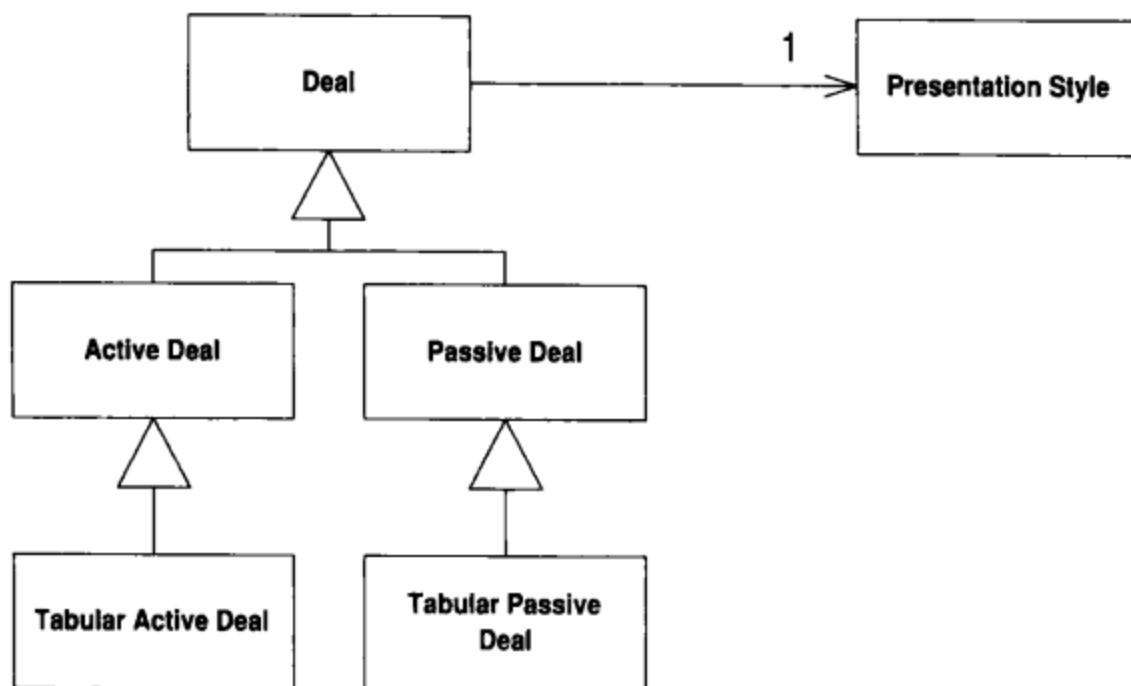 Deal
1
Presentation Style
Active Deal
Passive Deal
Tabular Active Deal
Tabular Passive
Deal